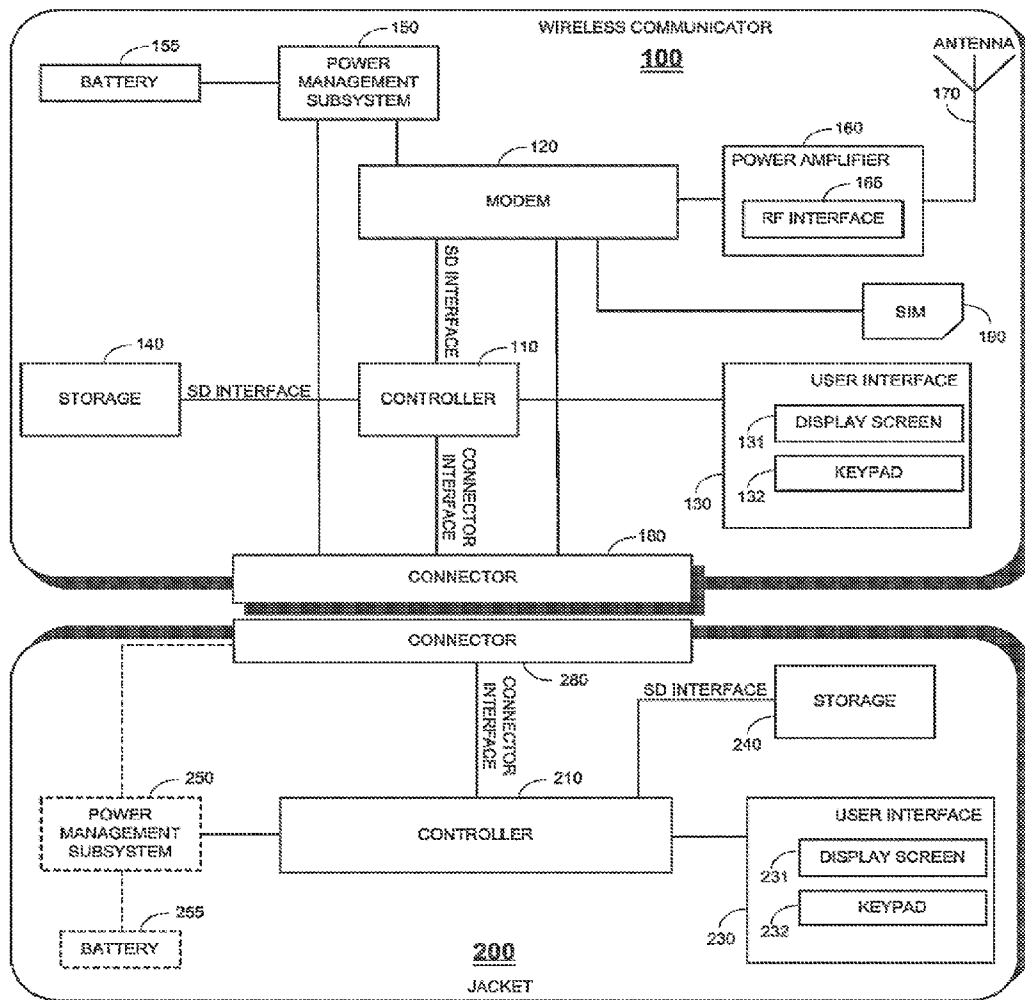 WIRELESS COMMUNICATOR
100
155
BATTERY
150
POWER
MANAGEMENT
SUBSYSTEM
ANTENNA
170
120
MODEM
160
POWER AMPLIFIER
165
RF INTERFACE
SD INTERFACE
SIM
190
140
STORAGE
SD INTERFACE
110
CONTROLLER
USER INTERFACE
DISPLAY SCREEN
131
KEYPAD
132
130
CONNECTOR
INTERFACE
180
CONNECTOR
CONNECTOR
280
CONNECTOR
INTERFACE
SD INTERFACE
STORAGE
240
250
POWER
MANAGEMENT
SUBSYSTEM
210
CONTROLLER
USER INTERFACE
DISPLAY SCREEN
231
KEYPAD
232
230
255
BATTERY
200
JACKET